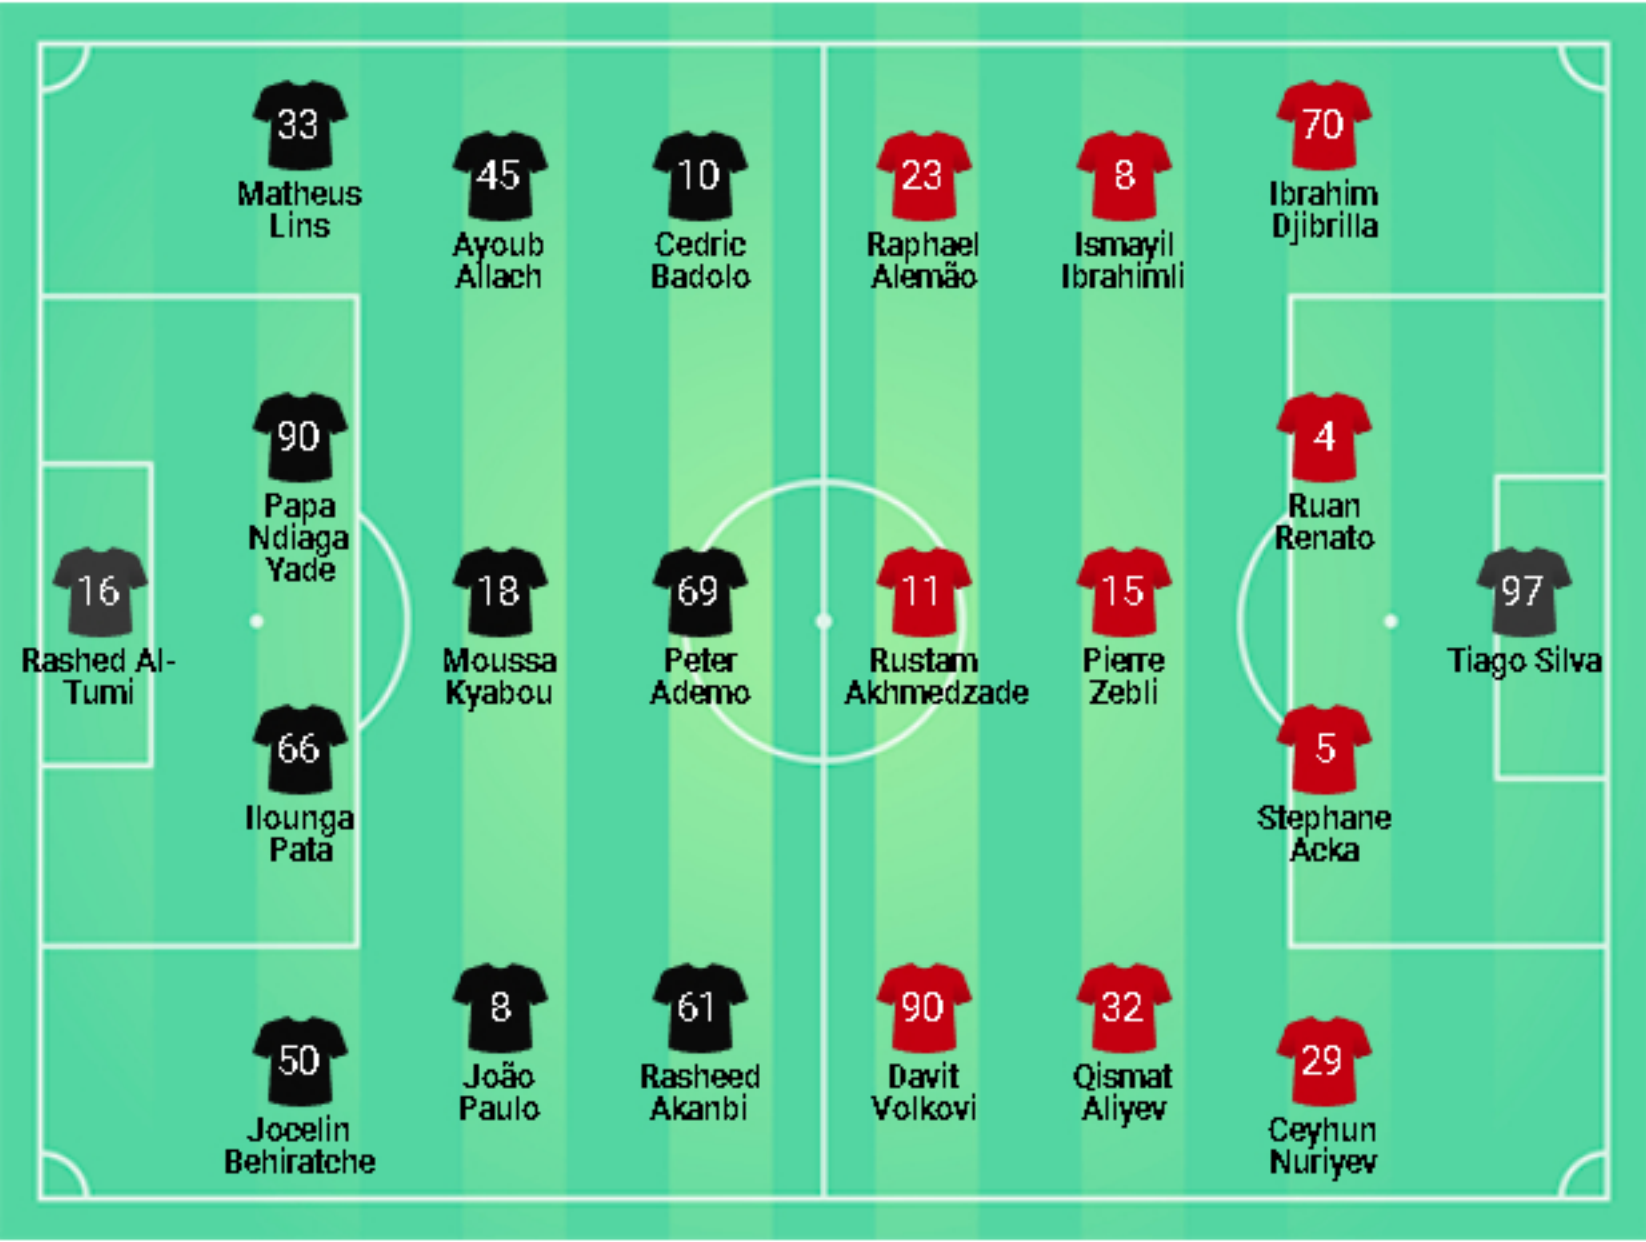 33
Matheus
Lins
45
Ayoub
Allach
10
Cedric
Badolo
23
Raphael
Alemão
8
Ismayil
Ibrahimli
70
Ibrahim
Djibrilla
90
Papa
Ndiaga
Yade
4
Ruan
Renato
16
Rashed Al-
Tumi
18
Moussa
Kyabou
69
Peter
Ademo
11
Rustam
Akhmedzade
15
Pierre
Zebli
97
Tiago Silva
66
Ilounga
Pata
5
Stephane
Acka
8
João
Paulo
61
Rasheed
Akanbi
90
Davit
Volkovi
32
Qismat
Aliyev
50
Jocelin
Behiratche
29
Ceyhun
Nuriyev